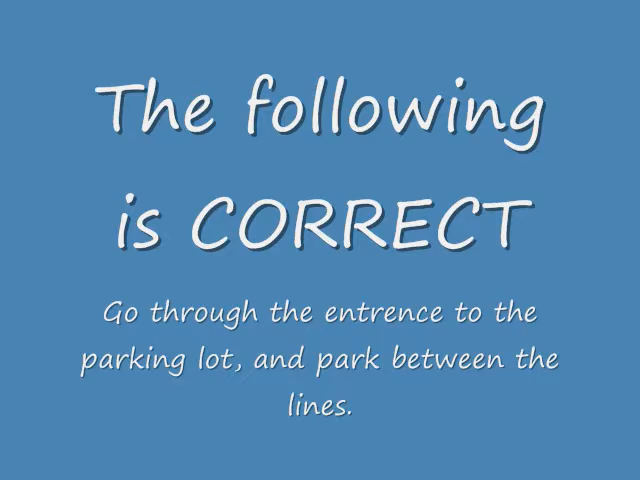 The following
is CORRECT
Go through the entrence to the
parking lot, and park between the
lines.